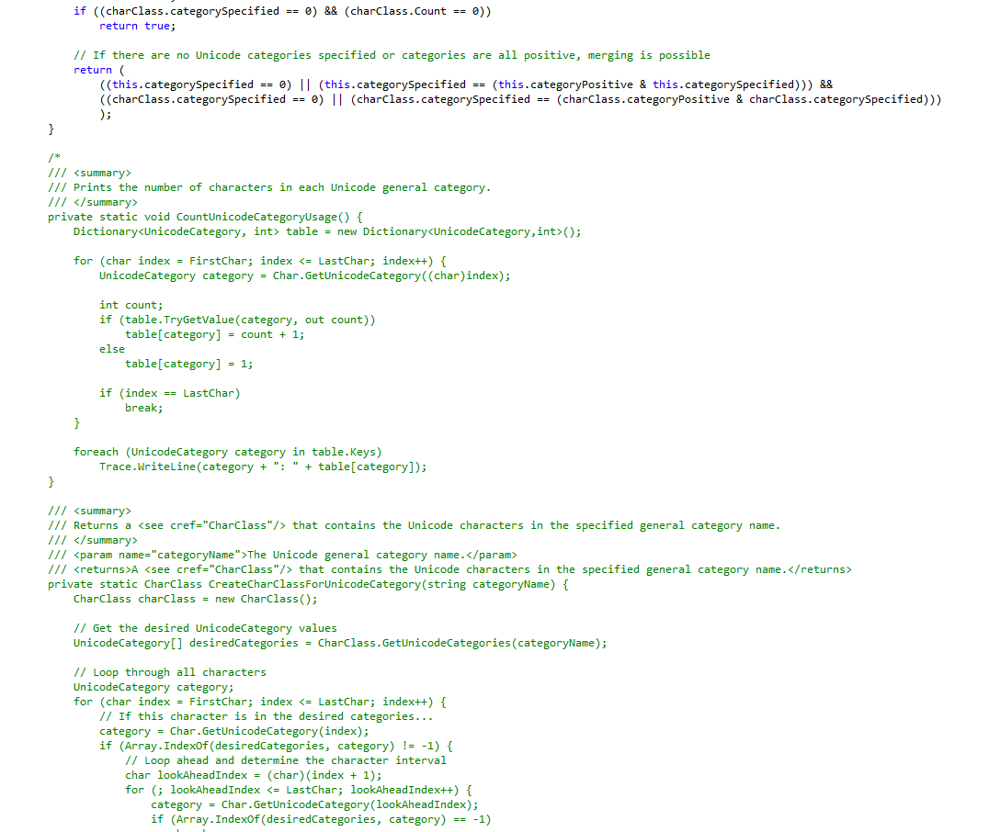 if ((charClass.categorySpecified == 0) && (charClass.Count == 0))
return true;
// If there are no Unicode categories specified or categories are all positive, merging is possible
return (
((this.categorySpecified == 0) || (this.categorySpecified == (this.categoryPositive & this.categorySpecified))) &&
((charClass.categorySpecified == 0) || (charClass.categorySpecified == (charClass.categoryPositive & charClass.categorySpecified)))
);
}
/*
/// <summary>
/// Prints the number of characters in each Unicode general category.
/// </summary>
private static void CountUnicodeCategoryUsage() {
Dictionary<UnicodeCategory, int> table = new Dictionary<UnicodeCategory,int>();
for (char index = FirstChar; index <= LastChar; index++) {
UnicodeCategory category = Char.GetUnicodeCategory((char)index);
int count;
if (table.TryGetValue(category, out count))
table[category] = count + 1;
else
table[category] = 1;
if (index == LastChar)
break;
}
foreach (UnicodeCategory category in table.Keys)
Trace.WriteLine(category + ": " + table[category]);
}
/// <summary>
/// Returns a <see cref="CharClass"/> that contains the Unicode characters in the specified general category name.
/// </summary>
/// <param name="categoryName">The Unicode general category name.</param>
/// <returns>A <see cref="CharClass"/> that contains the Unicode characters in the specified general category name.</returns>
private static CharClass CreateCharClassForUnicodeCategory(string categoryName) {
CharClass charClass = new CharClass();
// Get the desired UnicodeCategory values
UnicodeCategory[] desiredCategories = CharClass.GetUnicodeCategories(categoryName);
// Loop through all characters
UnicodeCategory category;
for (char index = FirstChar; index <= LastChar; index++) {
// If this character is in the desired categories...
category = Char.GetUnicodeCategory(index);
if (Array.IndexOf(desiredCategories, category) != -1) {
// Loop ahead and determine the character interval
char lookAheadIndex = (char)(index + 1);
for (; lookAheadIndex <= LastChar; lookAheadIndex++) {
category = Char.GetUnicodeCategory(lookAheadIndex);
if (Array.IndexOf(desiredCategories, category) == -1)